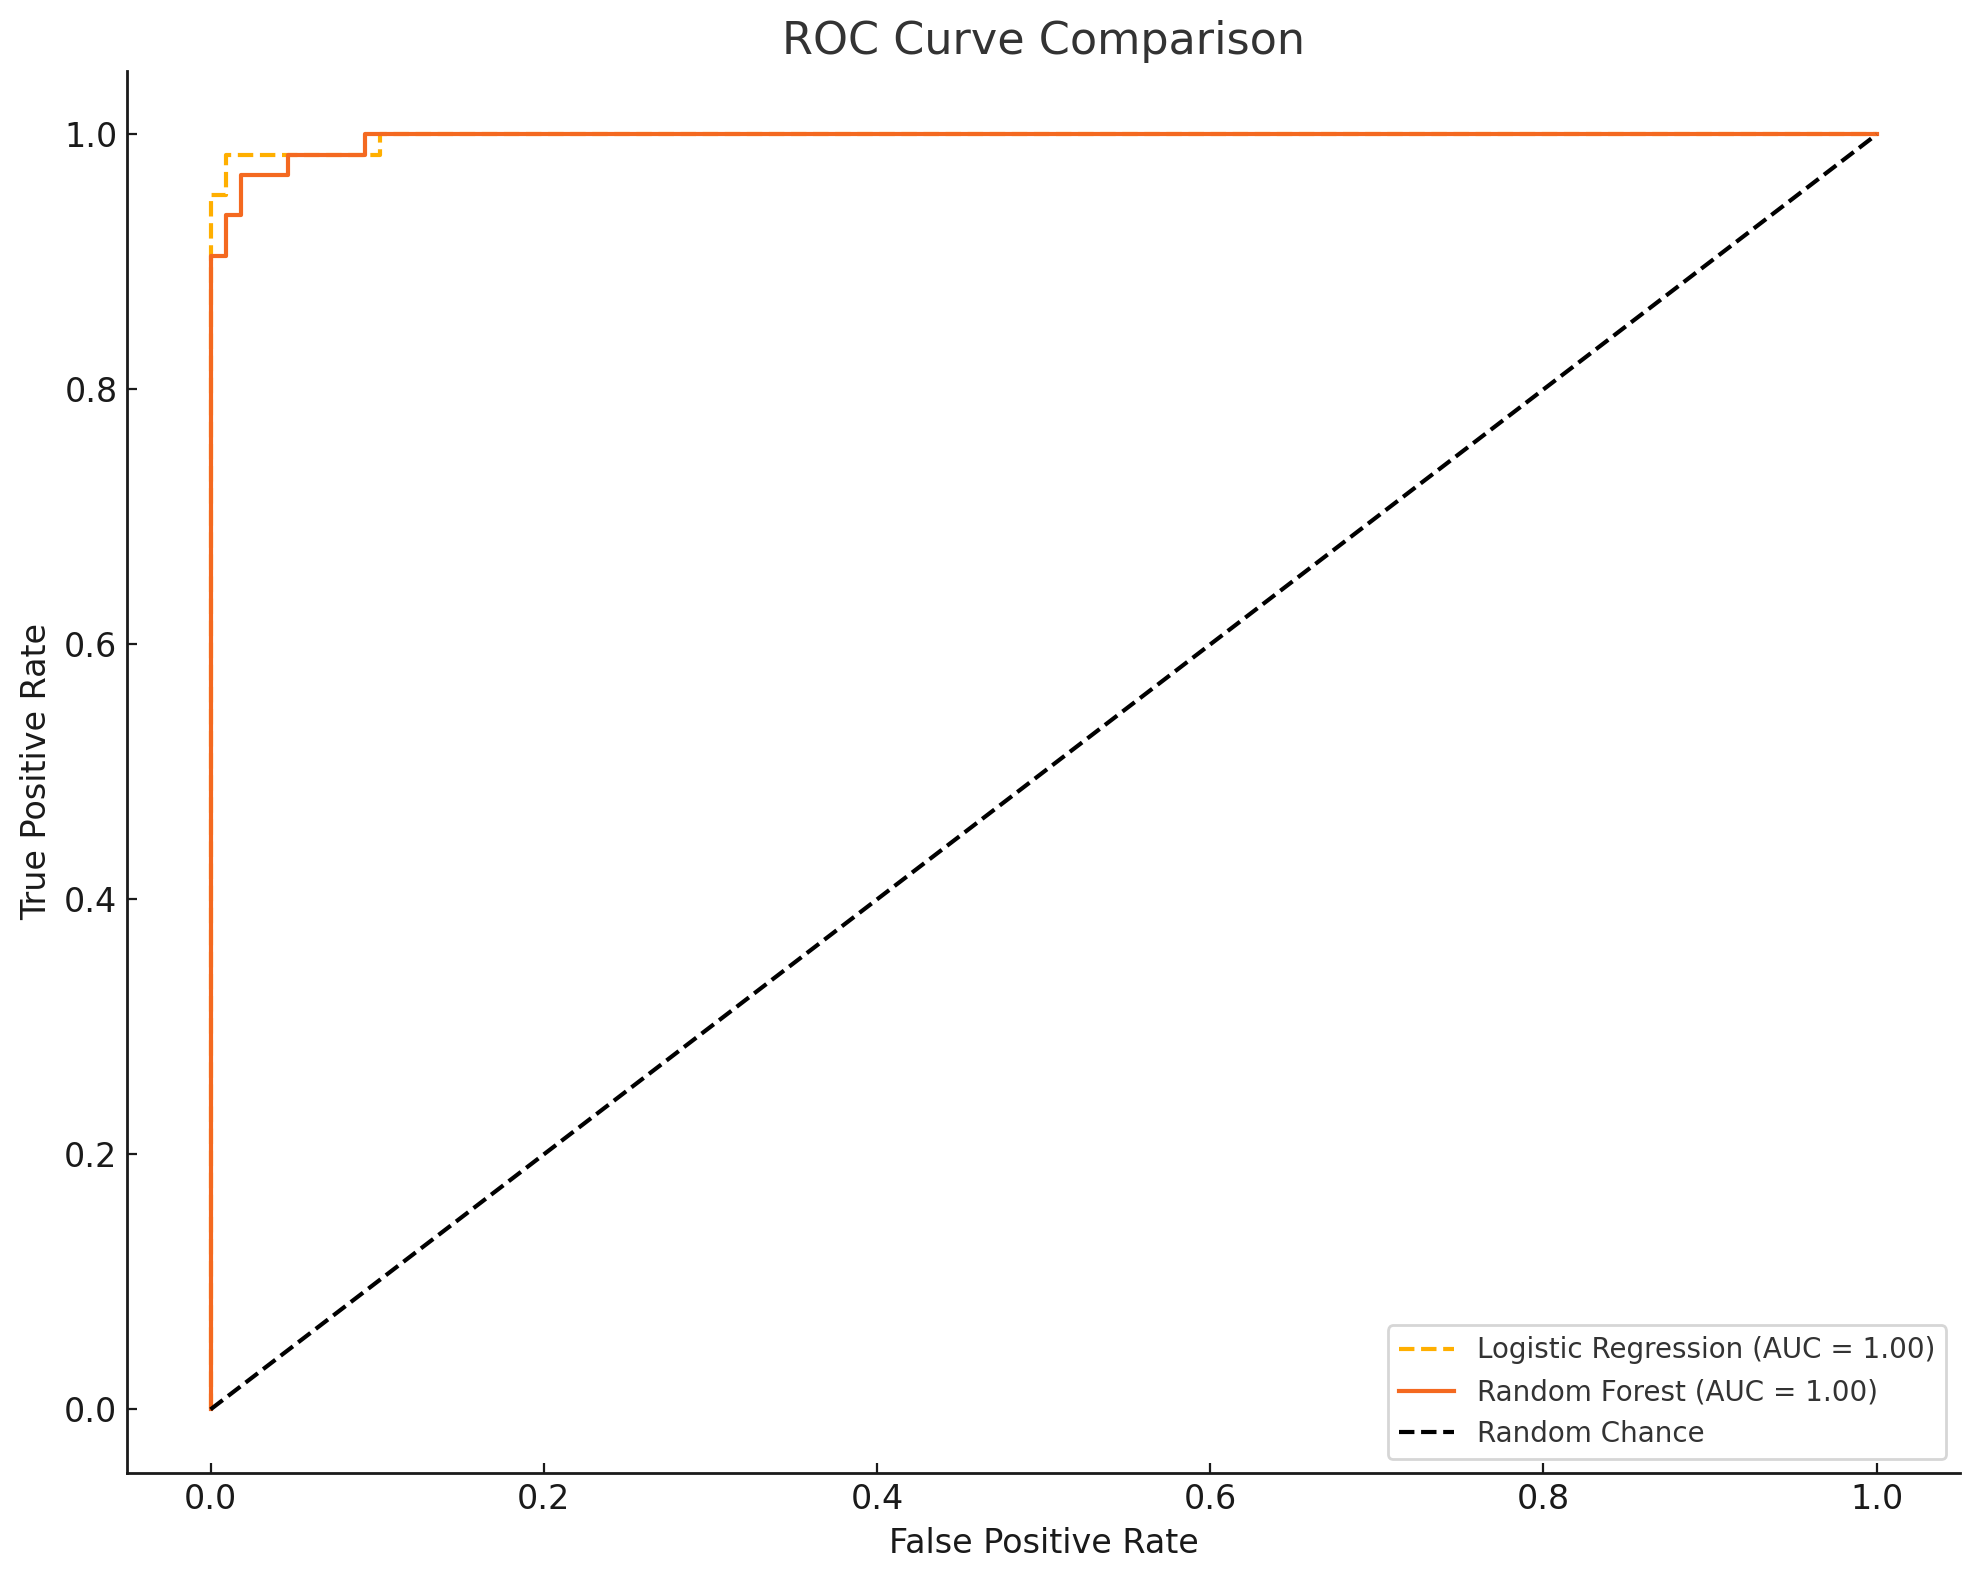 ROC Curve Comparison
1.0
0.8
0.6
0.4
0.2
0.0
True Positive Rate
0.0 0.2 0.4 0.6 0.8 1.0
False Positive Rate
Logistic Regression (AUC = 1.00)
Random Forest (AUC = 1.00)
Random Chance